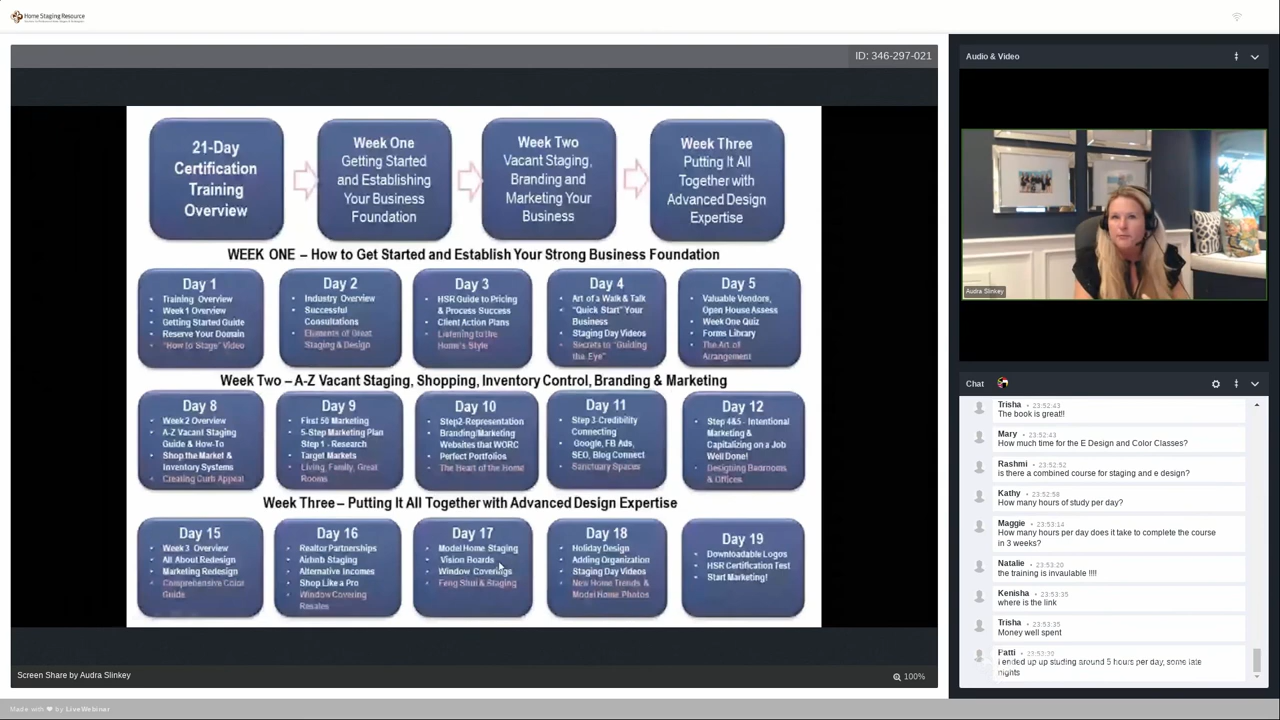 Home Staging Resource
ID: 346-297-021
21-Day
Certification
Training
Overview
Week One
Getting Started
and Establishing
Your Business
Foundation
Week Two
Vacant Staging,
Branding and
Marketing Your
Business
Week Three
Putting It All
Together with
Advanced Design
Expertise
WEEK ONE – How to Get Started and Establish Your Strong Business Foundation
Day 1
• Training Overview
• Week 1 Overview
• Getting Started Guide
• Reserve Your Domain
• "How to Stage" Video
Day 2
• Industry Overview
• Successful
Consultations
• Elements of Great
Staging & Design
Day 3
• HSR Guide to Pricing
& Process Success
• Client Action Plans
• Listening to the
Home's Style
Day 4
• Art of a Walk & Talk
• "Quick Start" Your
Business
• Staging Day Videos
• Secrets to "Guiding
the Eye"
Day 5
• Valuable Vendors,
Open House Assess
• Week One Quiz
• Forms Library
• The Art of
Arrangement
Week Two – A-Z Vacant Staging, Shopping, Inventory Control, Branding & Marketing
Day 8
• Week 2 Overview
• A-Z Vacant Staging
Guide & How-To
• Shop the Market &
Inventory Systems
• Creating Curb Appeal
Day 9
• First 50 Marketing
• 5-Step Marketing Plan
• Step 1 - Research
• Target Markets
• Living, Family, Great
Rooms
Day 10
• Step2-Representation
• Branding/Marketing
• Websites that WORC
• Perfect Portfolios
• The Heart of the Home
Day 11
• Step 3-Credibility
Connecting
• Google, FB Ads,
SEO, Blog Connect
• Sanctuary Spaces
Day 12
• Step 4&5 - Intentional
Marketing &
Capitalizing on a Job
Well Done!
• Designing Bedrooms
& Offices
Week Three – Putting It All Together with Advanced Design Expertise
Day 15
• Week 3 Overview
• All About Redesign
• Marketing Redesign
• Comprehensive Color
Guide
Day 16
• Realtor Partnerships
• Airbnb Staging
• Alternative Incomes
• Shop Like a Pro
• Window Covering
Resales
Day 17
• Model Home Staging
• Vision Boards
• Window Coverings
• Feng Shui & Staging
Day 18
• Holiday Design
• Adding Organization
• Staging Day Videos
• New Home Trends &
Model Home Photos
Day 19
• Downloadable Logos
• HSR Certification Test
• Start Marketing!
Screen Share by Audra Slinkey
100%
Made with ❤ by LiveWebinar
Audio & Video
Audra Slinkey
Chat
Trisha • 23:52:43
The book is great!!
Mary • 23:52:43
How much time for the E Design and Color Classes?
Rashmi • 23:52:52
is there a combined course for staging and e design?
Kathy • 23:52:58
How many hours of study per day?
Maggie • 23:53:14
How many hours per day does it take to complete the course
in 3 weeks?
Natalie • 23:53:20
the training is invaulable !!!!
Kenisha • 23:53:35
where is the link
Trisha • 23:53:35
Money well spent
Patti
i ended up up studing around 5 hours per day, some late
nights